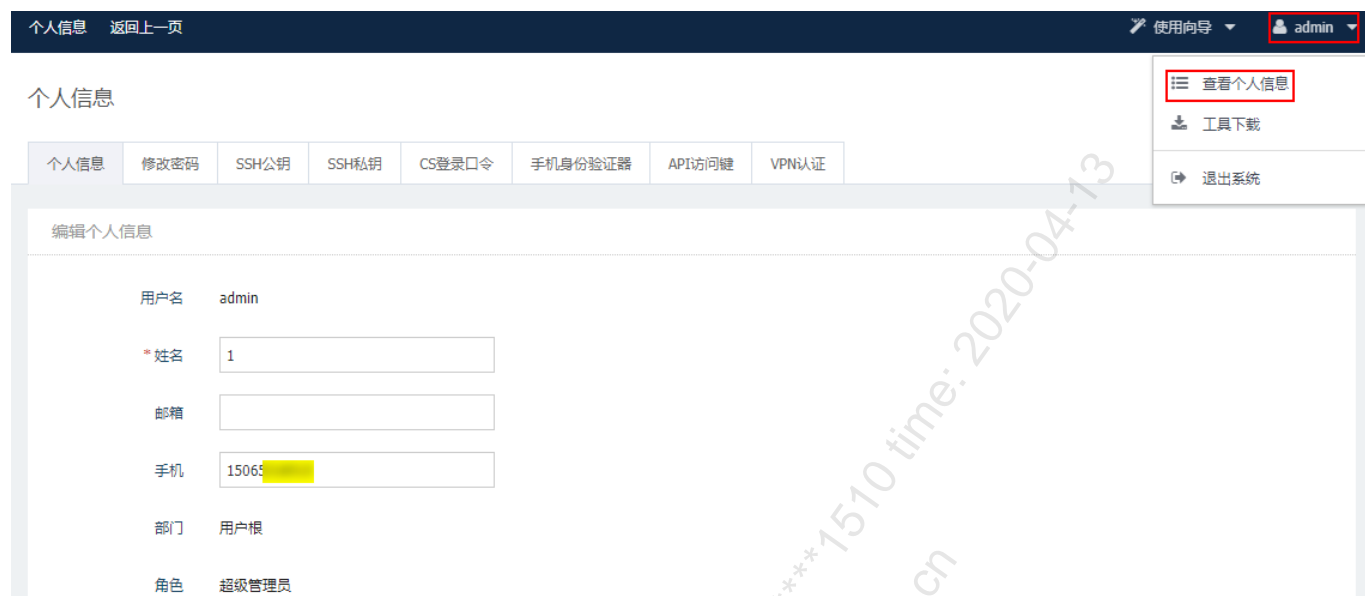 个人信息 返回上一页 使用向导 admin
查看个人信息
工具下载
退出系统
个人信息
个人信息 修改密码 SSH公钥 SSH私钥 CS登录口令 手机身份验证器 API访问键 VPN认证
编辑个人信息
用户名 admin
*姓名 1
邮箱
手机 15065
部门 用户根
角色 超级管理员
***1510 time: 2020-04-13
cn